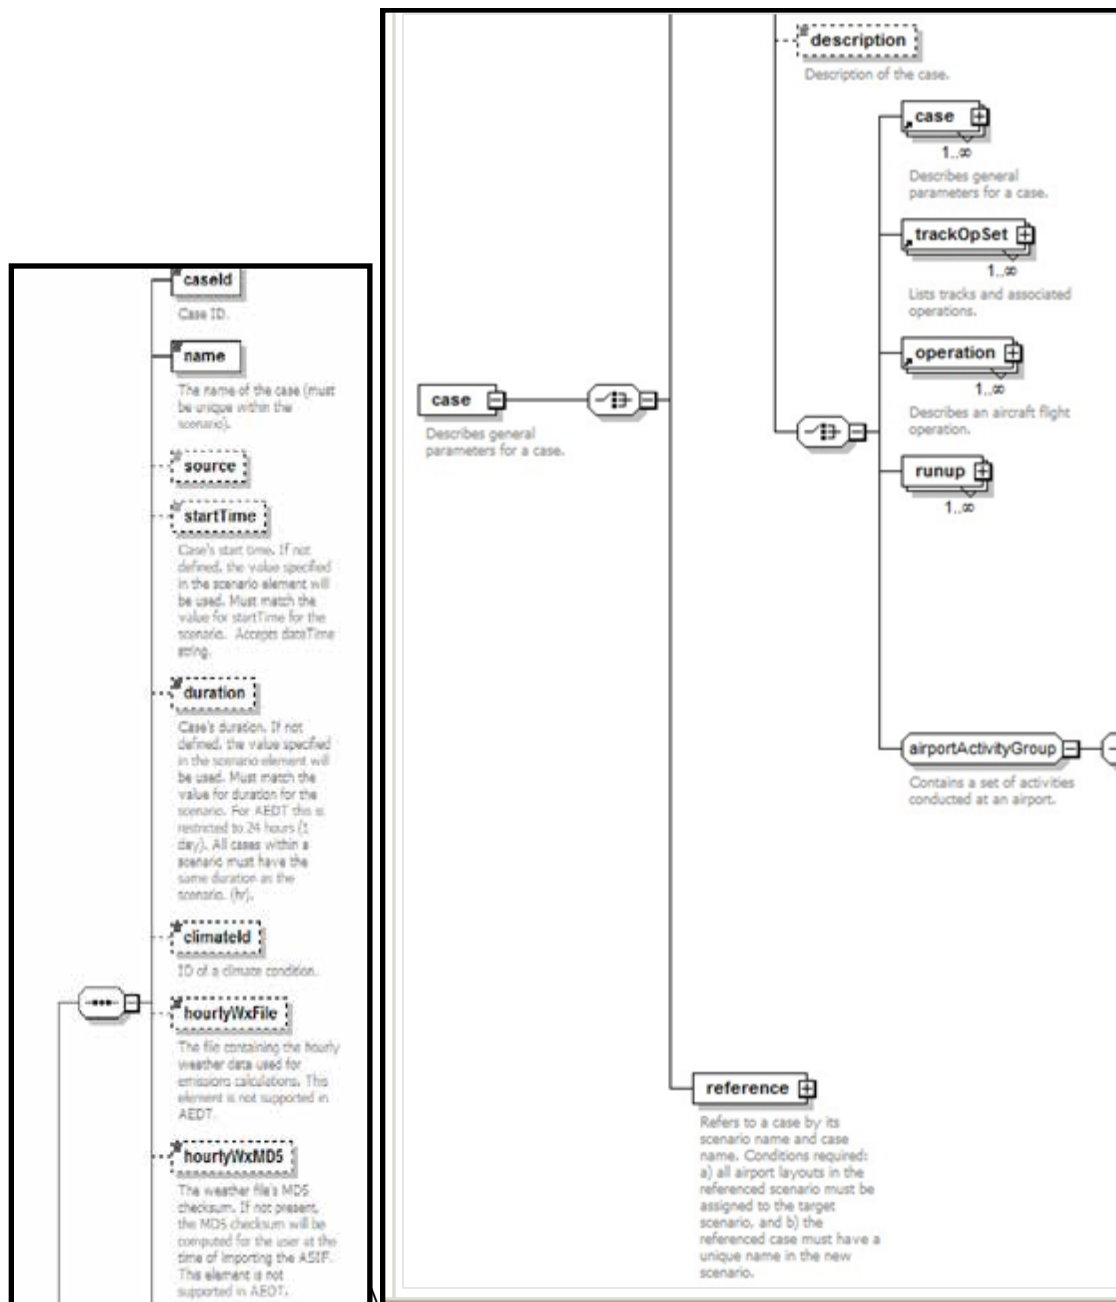 caseId
Case ID.
name
The name of the case (must
be unique within the
scenario).
source
startTime
Case's start time. If not
defined, the value specified
in the scenario element will
be used. Must match the
value for startTime for the
scenario. Accepts dateTime
string.
duration
Case's duration. If not
defined, the value specified
in the scenario element will
be used. Must match the
value for duration for the
scenario. For AEDT this is
restricted to 24 hours (1
day). All cases within a
scenario must have the
same duration as the
scenario. (hr).
climateId
ID of a climate condition.
hourlyWxFile
The file containing the hourly
weather data used for
emissions calculations. This
element is not supported in
AEDT.
hourlyWxMD5
The weather file's MD5
checksum. If not present,
the MD5 checksum will be
computed for the user at the
time of importing the ASIF.
This element is not
supported in AEDT.
case
Describes general
parameters for a case.
description
Description of the case.
case
1..∞
Describes general
parameters for a case.
trackOpSet
1..∞
Lists tracks and associated
operations.
operation
1..∞
Describes an aircraft flight
operation.
runup
1..∞
airportActivityGroup
Contains a set of activities
conducted at an airport.
reference
Refers to a case by its
scenario name and case
name. Conditions required:
a) all airport layouts in the
referenced scenario must be
assigned to the target
scenario, and b) the
referenced case must have a
unique name in the new
scenario.